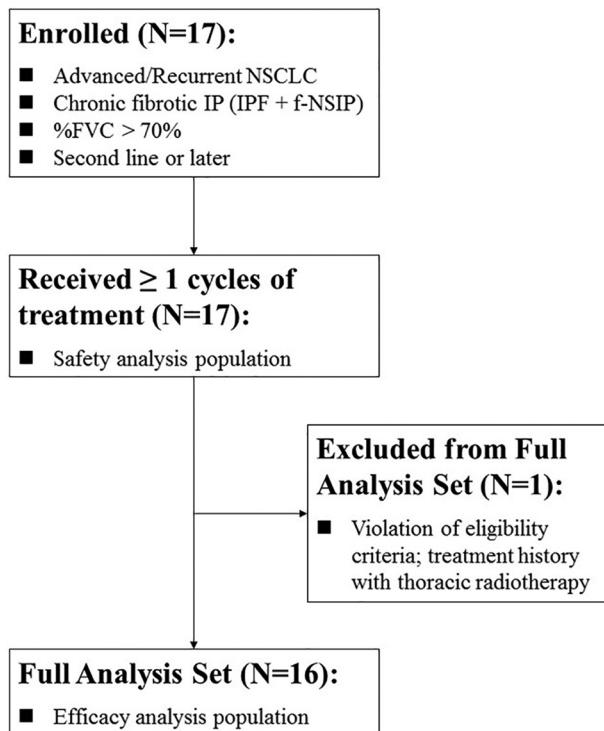 Enrolled (N=17):
■ Advanced/Recurrent NSCLC
■ Chronic fibrotic IP (IPF + f-NSIP)
■ %FVC > 70%
■ Second line or later
Received ≥ 1 cycles of
treatment (N=17):
■ Safety analysis population
Excluded from Full
Analysis Set (N=1):
■ Violation of eligibility
criteria; treatment history
with thoracic radiotherapy
Full Analysis Set (N=16):
■ Efficacy analysis population